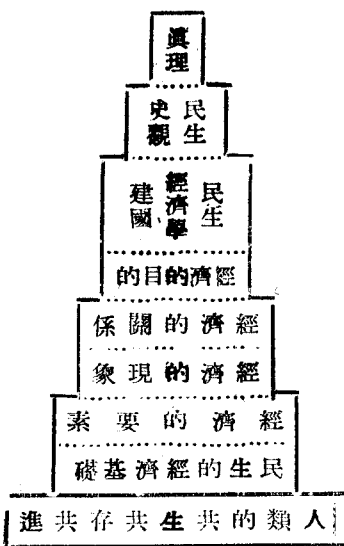 眞理
民生
史觀
民生
經濟學
建國
經濟的目的
經濟的關係
經濟的現象
經濟的要素
民生的經濟基礎
人類的共生共存共進